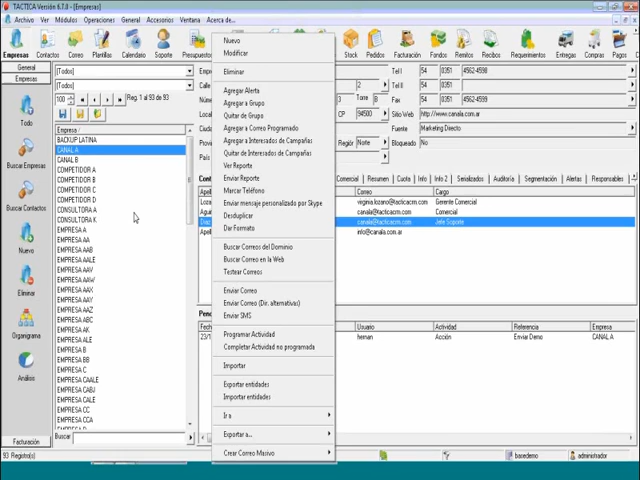 TACTICA Versión 6.7.0 - [Empresas]
Archivo Ver Módulos Operaciones General Accesorios Ventana Acerca de...
Empresas Contactos Correo Plantillas Calendario Soporte Presupuestos Stock Pedidos Facturación Fondos Remitos Requerimientos Entregas Compras Pagos
General
Empresas
Todo
Buscar Empresas
Buscar Contactos
Nuevo
Eliminar
Organigrama
Análisis
Facturación
[Todos]
[Todos]
100 Reg. 1 al 93 de 93
Empresa
BACKUP LATINA
CANAL A
CANAL B
COMPETIDOR A
COMPETIDOR B
COMPETIDOR C
COMPETIDOR D
CONSULTORA A
CONSULTORA K
EMPRESA A
EMPRESA AA
EMPRESA AAB
EMPRESA AALE
EMPRESA AAV
EMPRESA AAW
EMPRESA AAY
EMPRESA AAZ
EMPRESA ABC
EMPRESA AK
EMPRESA ALE
EMPRESA B
EMPRESA BB
EMPRESA C
EMPRESA CAALE
EMPRESA CABJ
EMPRESA CALE
EMPRESA CC
EMPRESA CCA
EMPRESA D
Buscar
Nuevo
Modificar
Eliminar
Agregar Alerta
Agregar a Grupo
Quitar de Grupo
Agregar a Correo Programado
Agregar a Intereses de Campañas
Quitar de Intereses de Campañas
Ver Reporte
Enviar Reporte
Marcar Teléfono
Enviar mensaje personalizado por Skype
Desduplicar
Dar Formato
Buscar Correos del Dominio
Buscar Correo en la Web
Testear Correos
Enviar Correo
Enviar Correo (Dir. alternativas)
Enviar SMS
Programar Actividad
Completar Actividad no programada
Importar
Exportar entidades
Importar entidades
Ir a
Exportar a...
Crear Correo Masivo
2
Torre B
3
CP 94500
Región Norte
Tel I 54 0351 4562-4598
Tel II 54 0351
Fax 54 0351 4562-4599
Sitio Web http://www.canala.com.ar
Fuente Marketing Directo
Bloqueado No
Comercial Resumen Cuota Info Info 2 Serializados Auditoría Segmentación Alertas Responsables
Correo Cargo
virginia.lozano@tacticacrm.com Gerente Comercial
canala@tacticacrm.com Comercial
canala@tacticacrm.com Jefe Soporte
info@canala.com.ar
Usuario Actividad Referencia Empresa
hernan Acción Enviar Demo CANAL A
93 Registro(s) basedemo administrador